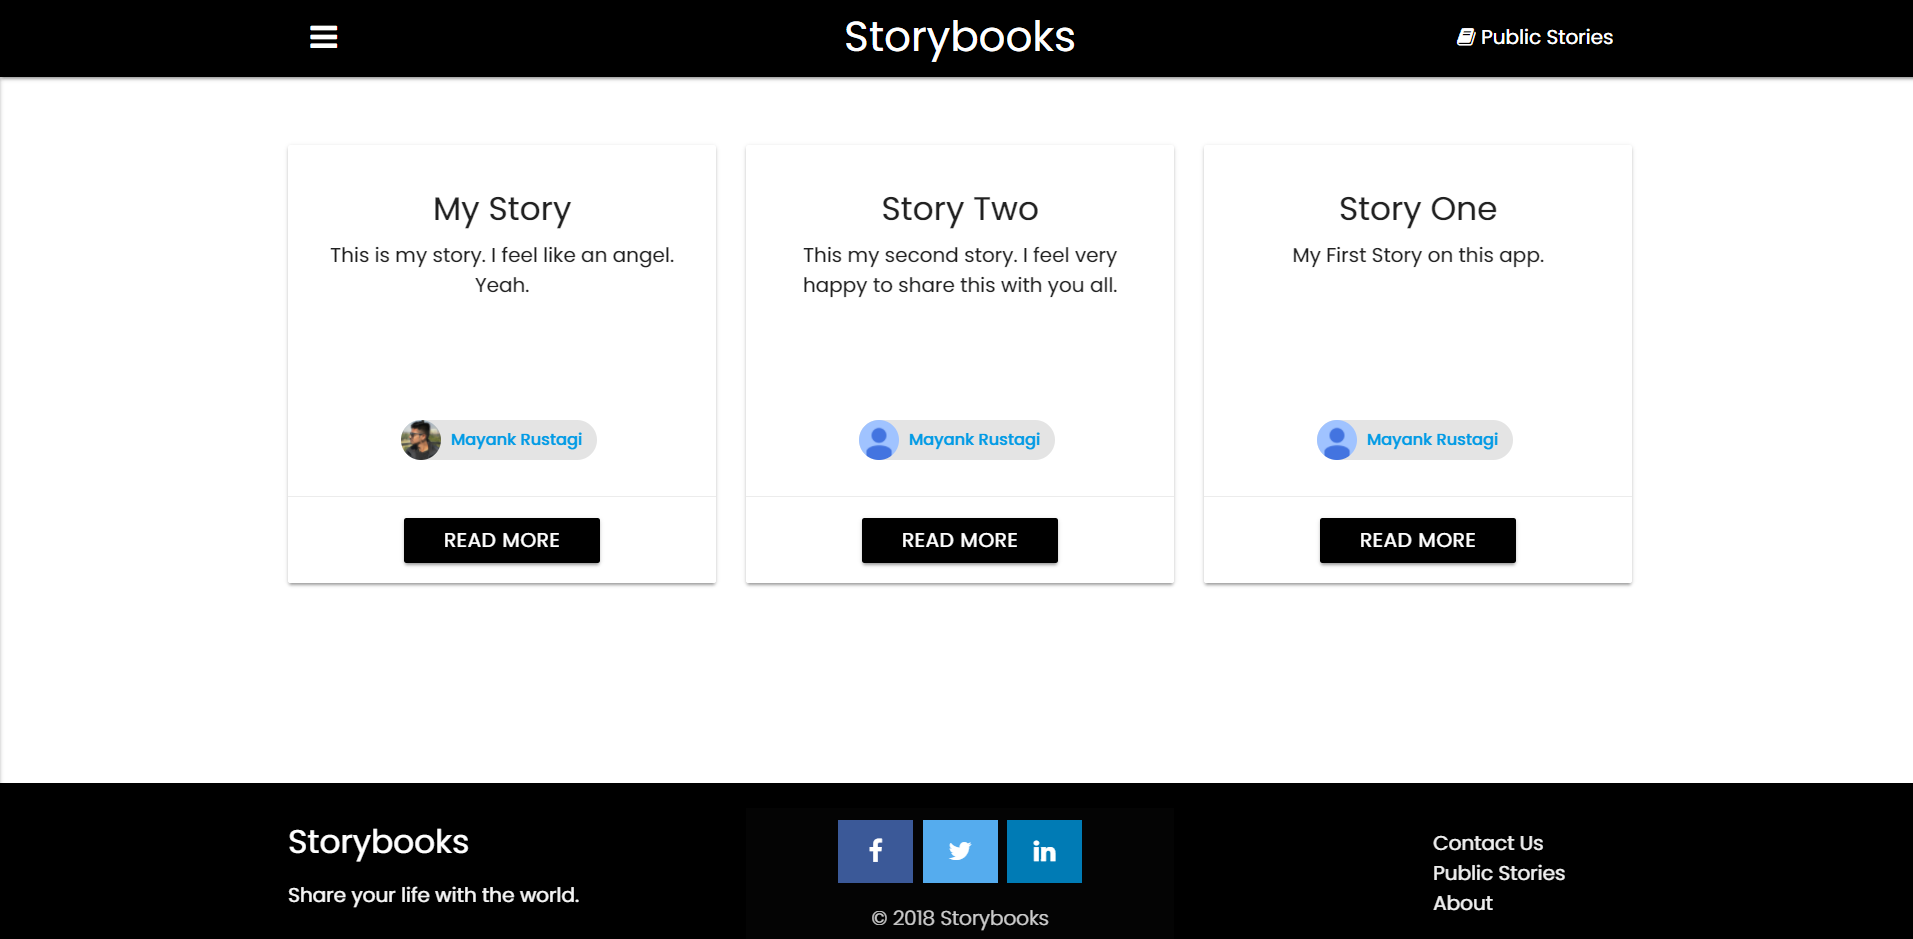 Storybooks
Public Stories
My Story
This is my story. I feel like an angel.
Yeah.
Mayank Rustagi
READ MORE
Story Two
This my second story. I feel very
happy to share this with you all.
Mayank Rustagi
READ MORE
Story One
My First Story on this app.
Mayank Rustagi
READ MORE
Storybooks
Share your life with the world.
© 2018 Storybooks
Contact Us
Public Stories
About